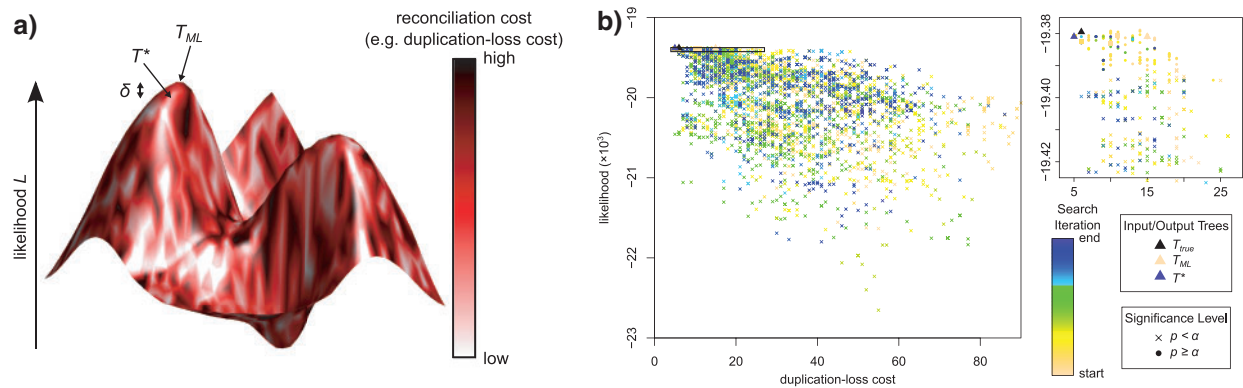 a)
reconciliation cost
(e.g. duplication-loss cost)
high
low
T_ML
T*
δ
likelihood L
b)
−19
−20
−21
−22
−23
likelihood (×10³)
0 20 40 60 80
duplication-loss cost
−19.38
−19.40
−19.42
5 10 15 20 25
Search
Iteration
end
start
Input/Output Trees
T_true
T_ML
T*
Significance Level
p < α
p ≥ α